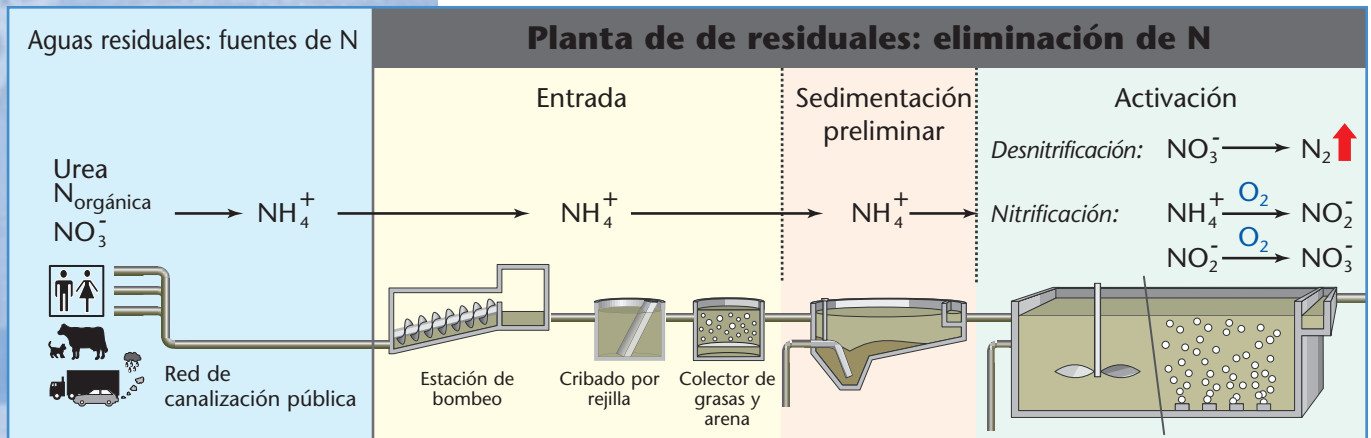 Aguas residuales: fuentes de N
Planta de de residuales: eliminación de N
Entrada
Sedimentación
preliminar
Activación
Desnitrificación: NO₃⁻ N₂
Urea
N orgánica
NO₃⁻
NH₄⁺
NH₄⁺
NH₄⁺
Nitrificación: NH₄⁺ O₂ NO₂⁻
NO₂⁻ O₂ NO₃⁻
Red de
canalización pública
Estación de
bombeo
Cribado por
rejilla
Colector de
grasas y
arena